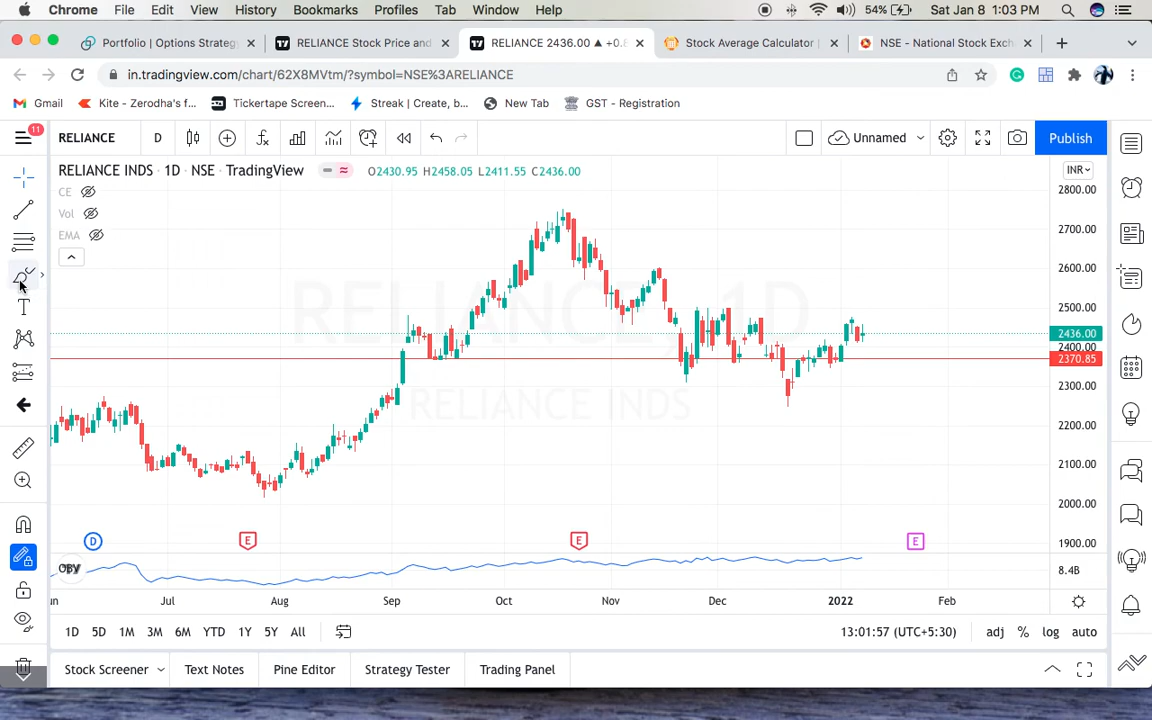 Chrome File Edit View History Bookmarks Profiles Tab Window Help 54% Sat Jan 8 1:03 PM
Portfolio | Options Strateg RELIANCE Stock Price and RELIANCE 2436.00 ▲ +0. Stock Average Calculator NSE - National Stock Exch
in.tradingview.com/chart/62X8MVtm/?symbol=NSE%3ARELIANCE
Gmail Kite - Zerodha's f... Tickertape Screen... Streak | Create, b... New Tab GST - Registration
11
RELIANCE D Unnamed Publish
RELIANCE INDS · 1D · NSE · TradingView O2430.95 H2458.05 L2411.55 C2436.00 INR
CE
Vol
EMA
2800.00
2700.00
2600.00
2500.00
2436.00
2400.00
2370.85
2300.00
2200.00
2100.00
2000.00
1900.00
RELIANCE, 1D
RELIANCE INDS
D E E E
OBV 8.4B
un Jul Aug Sep Oct Nov Dec 2022 Feb
1D 5D 1M 3M 6M YTD 1Y 5Y All 13:01:57 (UTC+5:30) adj % log auto
Stock Screener Text Notes Pine Editor Strategy Tester Trading Panel